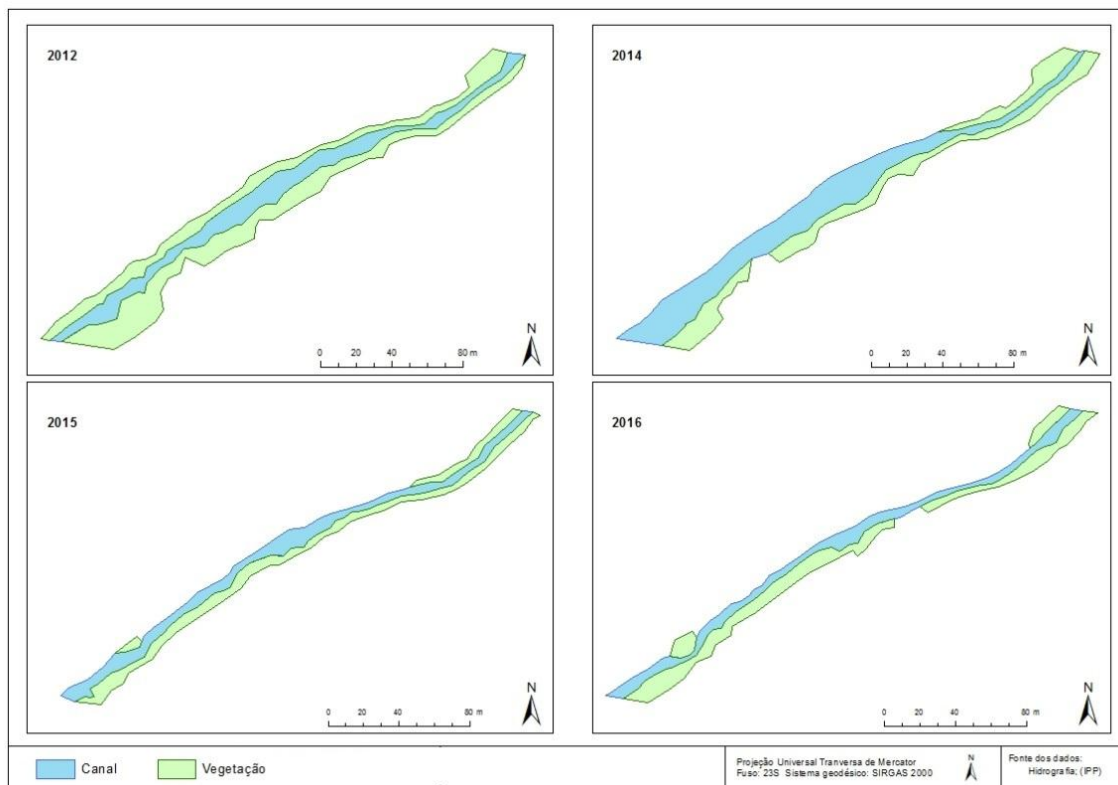 2012
N
0 20 40 80 m
2014
N
0 20 40 80 m
2015
N
0 20 40 80 m
2016
N
0 20 40 80 m
Canal
Vegetação
Projeção Universal Tranversa de Mercator
Fuso: 23S Sistema geodésico: SIRGAS 2000
N
Fonte dos dados:
Hidrografia; (IPP)